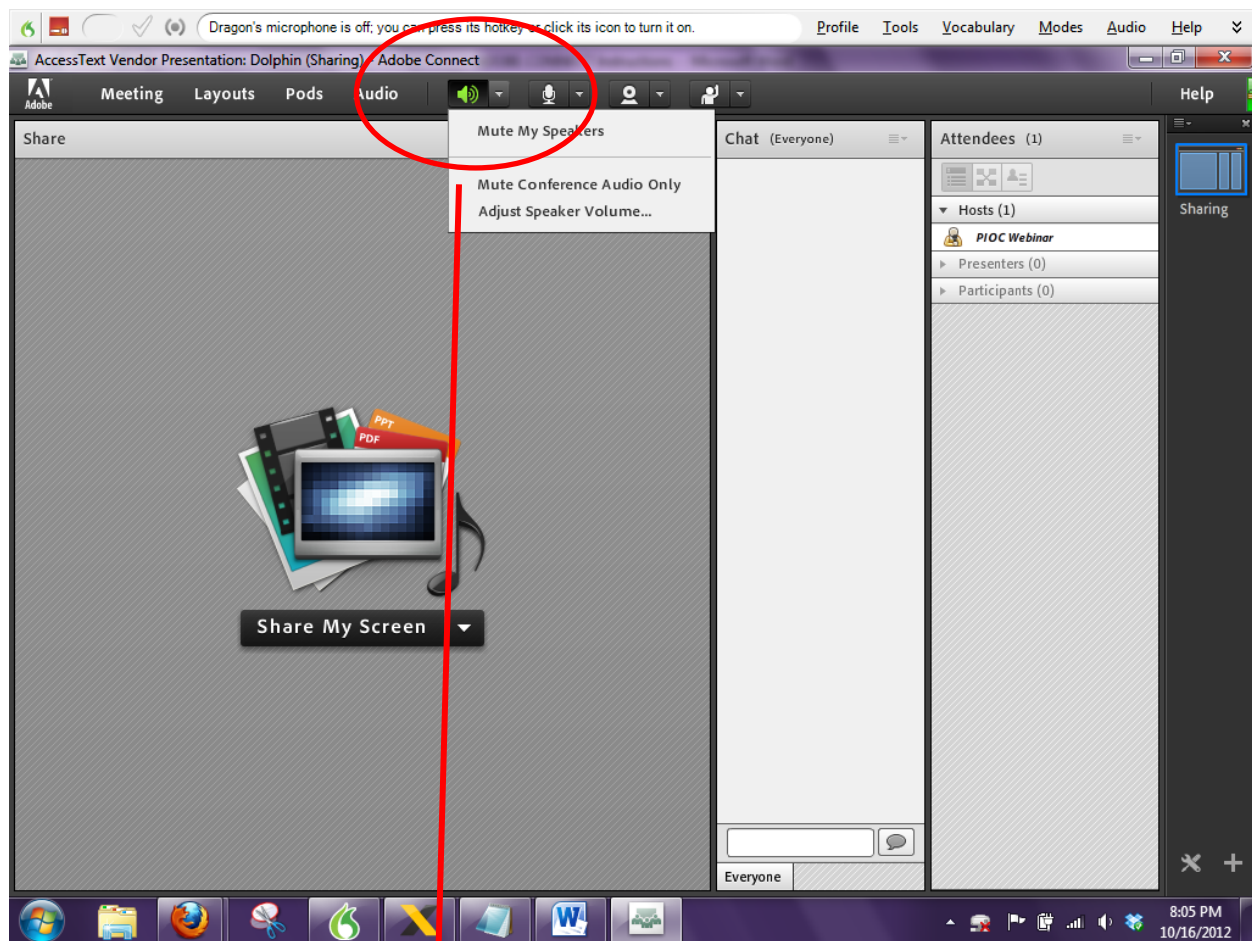 Dragon's microphone is off; you can press its hotkey or click its icon to turn it on.
Profile Tools Vocabulary Modes Audio Help
AccessText Vendor Presentation: Dolphin (Sharing) - Adobe Connect
Adobe
Meeting Layouts Pods Audio Help
Mute My Speakers
Mute Conference Audio Only
Adjust Speaker Volume...
Share
Chat (Everyone)
Attendees (1)
Hosts (1)
PIOC Webinar
Presenters (0)
Participants (0)
Sharing
PPT
PDF
Share My Screen
Everyone
W
8:05 PM
10/16/2012